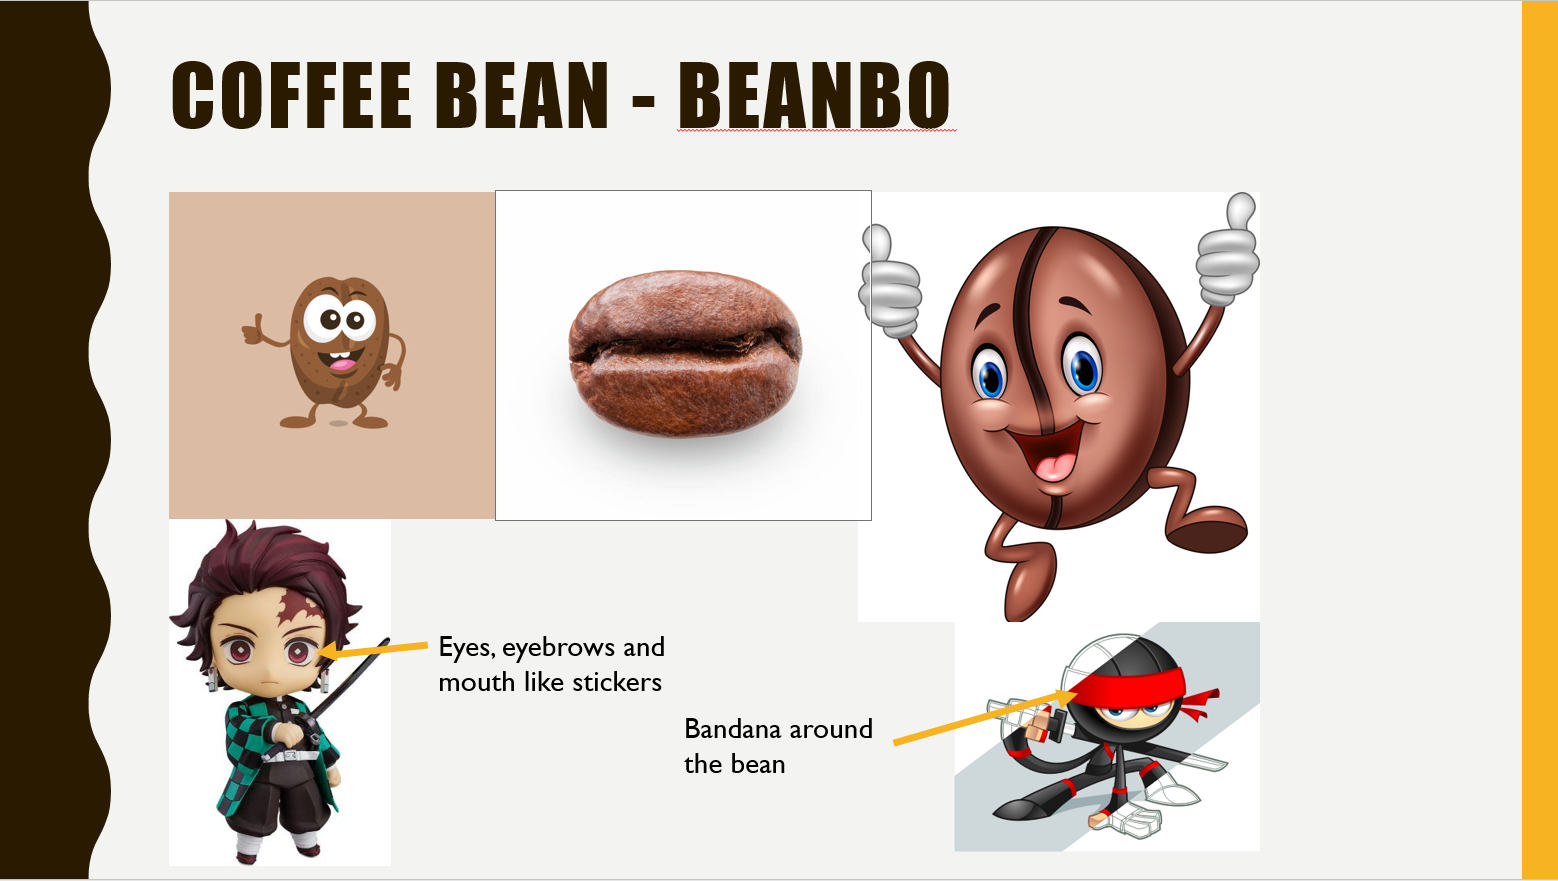 COFFEE BEAN - BEANBO
Eyes, eyebrows and
mouth like stickers
Bandana around
the bean